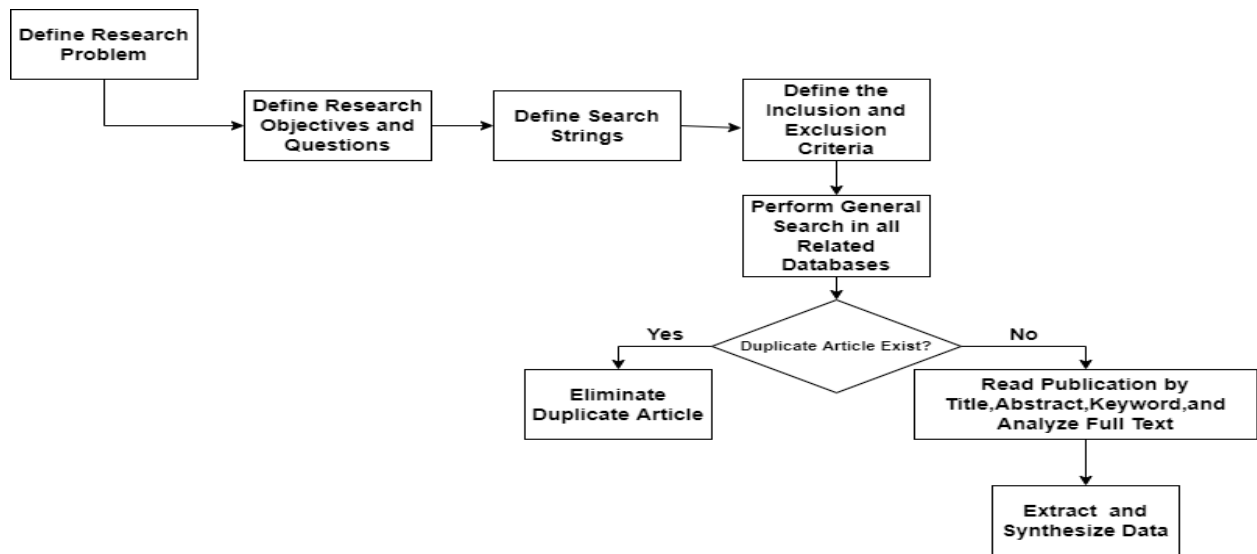 Define Research
Problem
Define Research
Objectives and
Questions
Define Search
Strings
Define the
Inclusion and
Exclusion
Criteria
Perform General
Search in all
Related
Databases
Duplicate Article Exist?
Yes
No
Eliminate
Duplicate Article
Read Publication by
Title,Abstract,Keyword,and
Analyze Full Text
Extract and
Synthesize Data